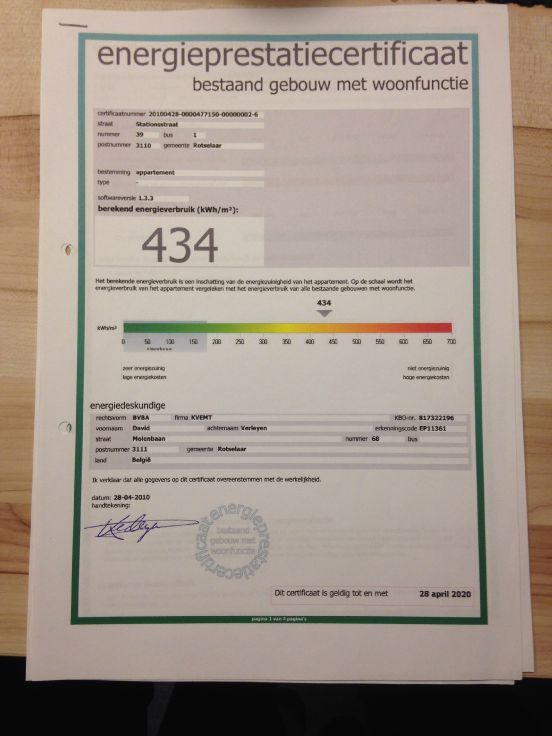 energieprestatiecertificaat
bestaand gebouw met woonfunctie
certificaatnummer 20100428-0000477150-00000002-6
straat Stationsstraat
nummer 39 bus 1
postnummer 3110 gemeente Rotselaar
bestemming appartement
type -
softwareversie 1.3.3
berekend energieverbruik (kWh/m²):
434
Het berekende energieverbruik is een inschatting van de energiezuinigheid van het appartement. Op de schaal wordt het
energieverbruik van het appartement vergeleken met het energieverbruik van alle bestaande gebouwen met woonfunctie.
434
kWh/m²
0 50 100 150 200 250 300 350 400 450 500 550 600 650 700
nieuwbouw
zeer energiezuinig niet energiezuinig
lage energiekosten hoge energiekosten
energiedeskundige
rechtsvorm BVBA firma KVEMT KBO-nr. 817322196
voornaam David achternaam Verleyen erkenningscode EP11361
straat Molenbaan nummer 68 bus
postnummer 3111 gemeente Rotselaar
land België
Ik verklaar dat alle gegevens op dit certificaat overeenstemmen met de werkelijkheid.
datum: 28-04-2010
handtekening:
energieprestatiecertificaat
bestaand
gebouw met
woonfunctie
Dit certificaat is geldig tot en met 28 april 2020
pagina 1 van 4 pagina's